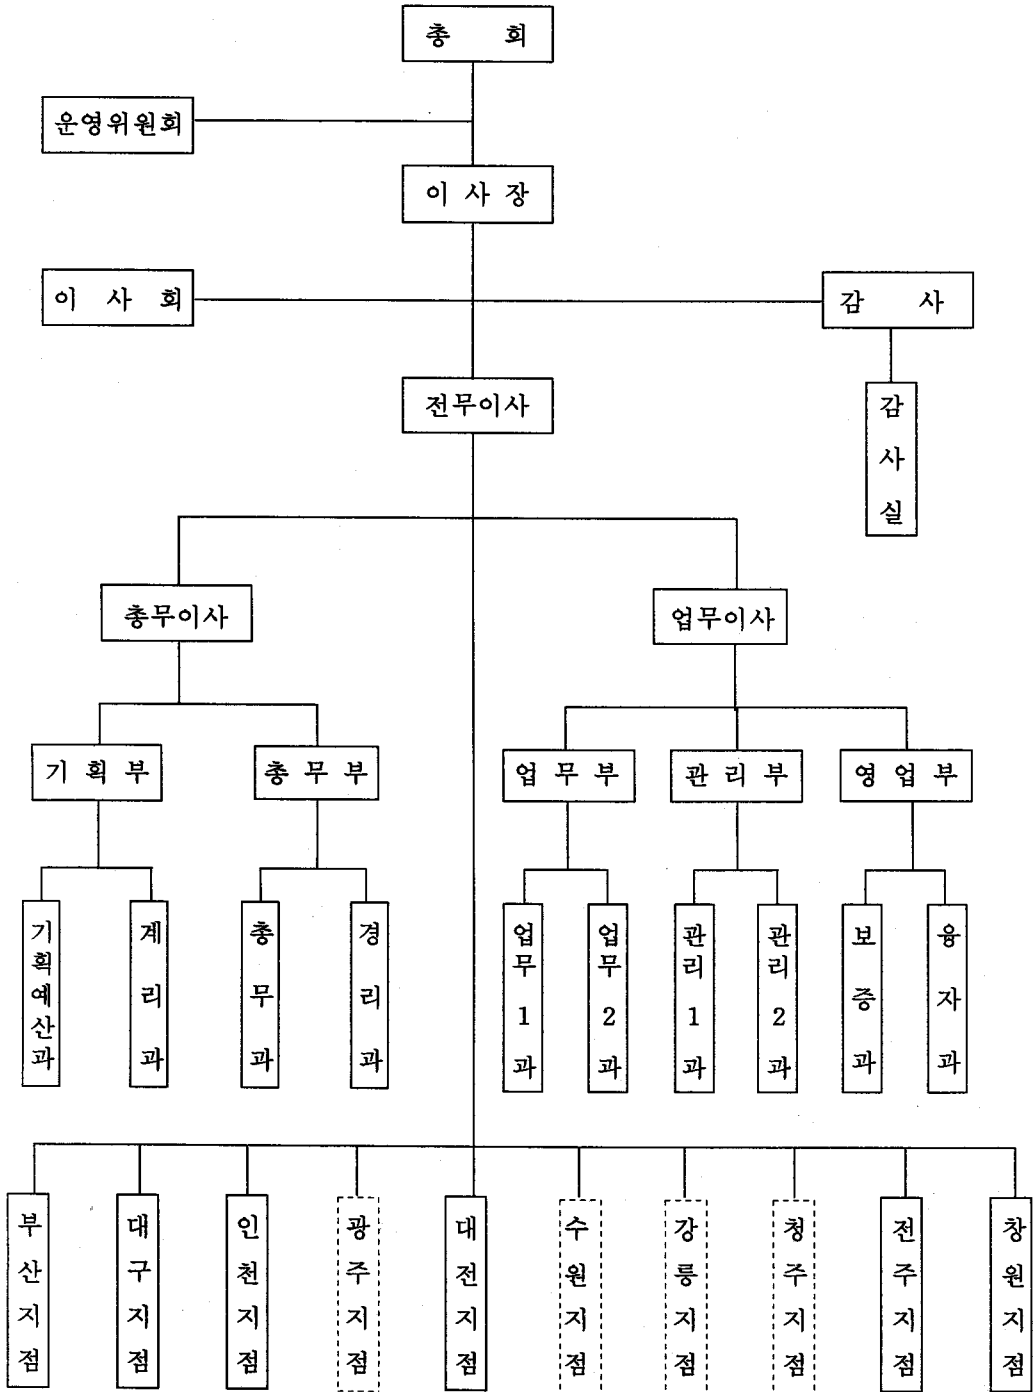 총 회
운영위원회
이 사 장
이 사 회
감 사
전무이사
감사실
총무이사
업무이사
기 획 부
총 무 부
업 무 부
관 리 부
영 업 부
기획예산과
계리과
총무과
경리과
업무1과
업무2과
관리1과
관리2과
보증과
융자과
부산지점
대구지점
인천지점
광주지점
대전지점
수원지점
강릉지점
청주지점
전주지점
창원지점